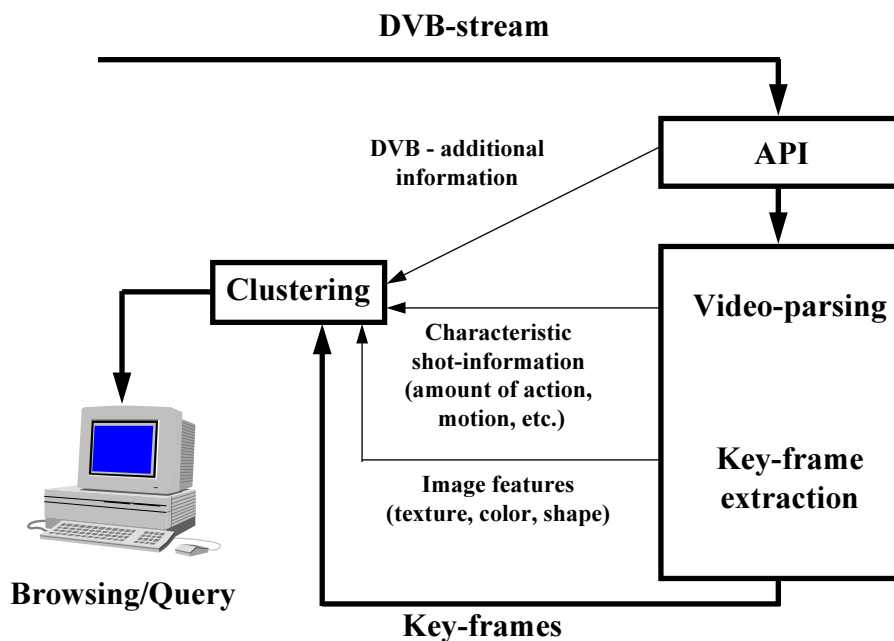 DVB-stream
API
DVB - additional
information
Clustering
Video-parsing
Characteristic
shot-information
(amount of action,
motion, etc.)
Key-frame
extraction
Image features
(texture, color, shape)
Browsing/Query
Key-frames